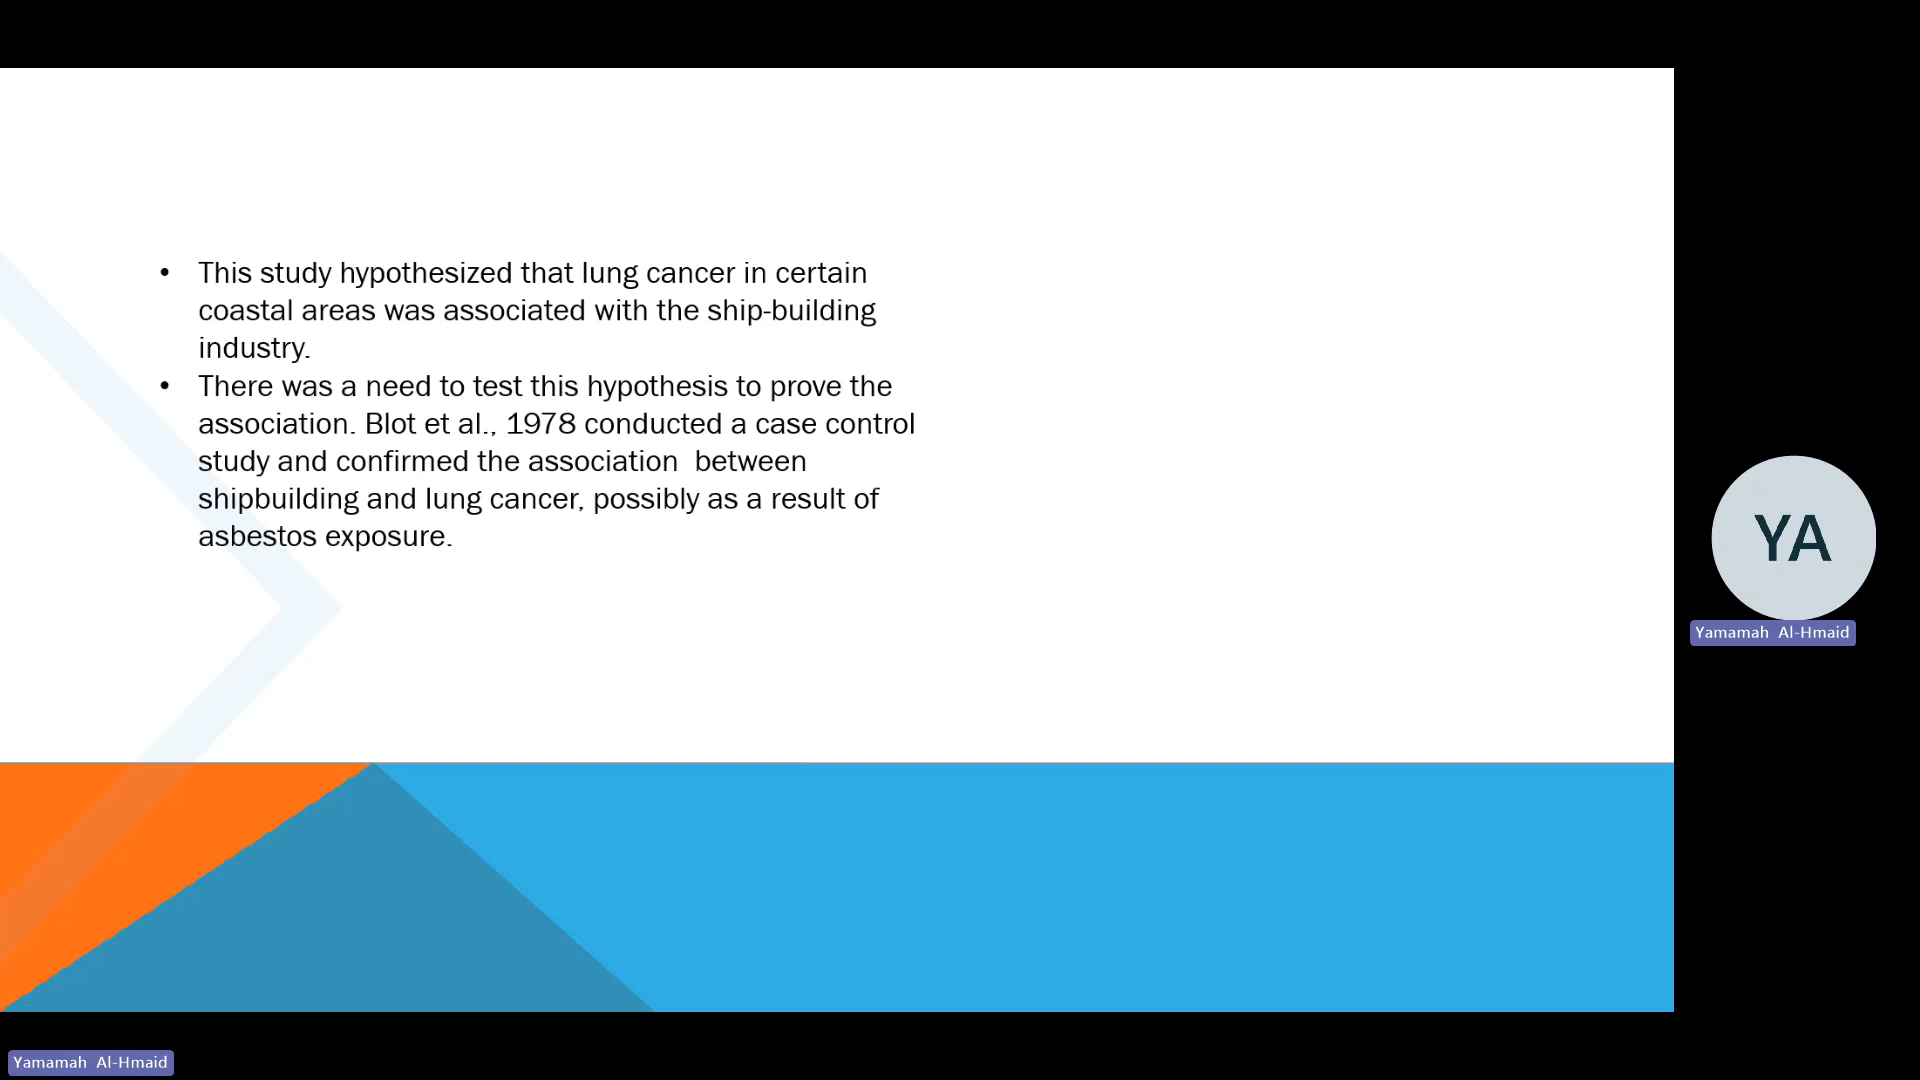 • This study hypothesized that lung cancer in certain
coastal areas was associated with the ship-building
industry.
• There was a need to test this hypothesis to prove the
association. Blot et al., 1978 conducted a case control
study and confirmed the association  between
shipbuilding and lung cancer, possibly as a result of
asbestos exposure.
YA
Yamamah  Al-Hmaid
Yamamah  Al-Hmaid